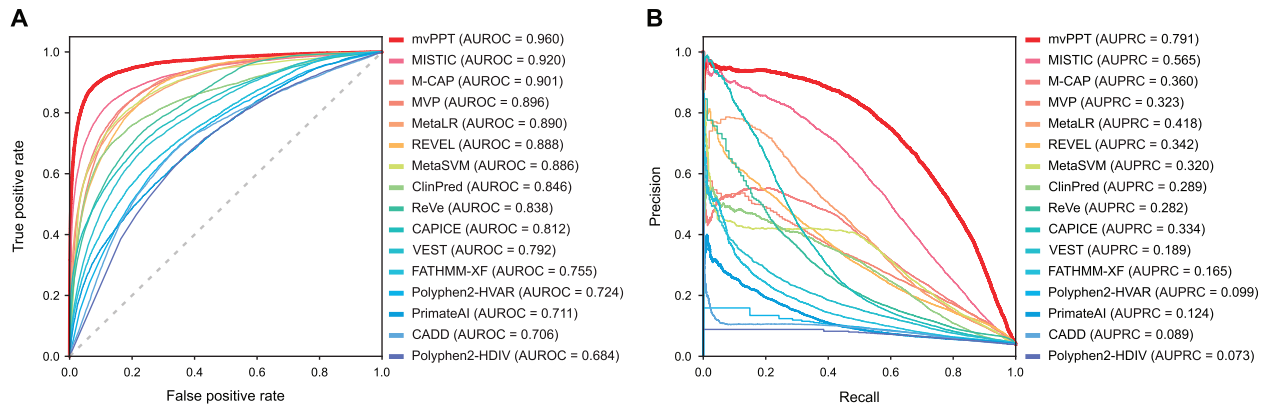 A
True positive rate
1.0
0.8
0.6
0.4
0.2
0.0
0.0 0.2 0.4 0.6 0.8 1.0
False positive rate
mvPPT (AUROC = 0.960)
MISTIC (AUROC = 0.920)
M-CAP (AUROC = 0.901)
MVP (AUROC = 0.896)
MetaLR (AUROC = 0.890)
REVEL (AUROC = 0.888)
MetaSVM (AUROC = 0.886)
ClinPred (AUROC = 0.846)
ReVe (AUROC = 0.838)
CAPICE (AUROC = 0.812)
VEST (AUROC = 0.792)
FATHMM-XF (AUROC = 0.755)
Polyphen2-HVAR (AUROC = 0.724)
PrimateAI (AUROC = 0.711)
CADD (AUROC = 0.706)
Polyphen2-HDIV (AUROC = 0.684)
B
Precision
1.0
0.8
0.6
0.4
0.2
0.0
0.0 0.2 0.4 0.6 0.8 1.0
Recall
mvPPT (AUPRC = 0.791)
MISTIC (AUPRC = 0.565)
M-CAP (AUPRC = 0.360)
MVP (AUPRC = 0.323)
MetaLR (AUPRC = 0.418)
REVEL (AUPRC = 0.342)
MetaSVM (AUPRC = 0.320)
ClinPred (AUPRC = 0.289)
ReVe (AUPRC = 0.282)
CAPICE (AUPRC = 0.334)
VEST (AUPRC = 0.189)
FATHMM-XF (AUPRC = 0.165)
Polyphen2-HVAR (AUPRC = 0.099)
PrimateAI (AUPRC = 0.124)
CADD (AUPRC = 0.089)
Polyphen2-HDIV (AUPRC = 0.073)